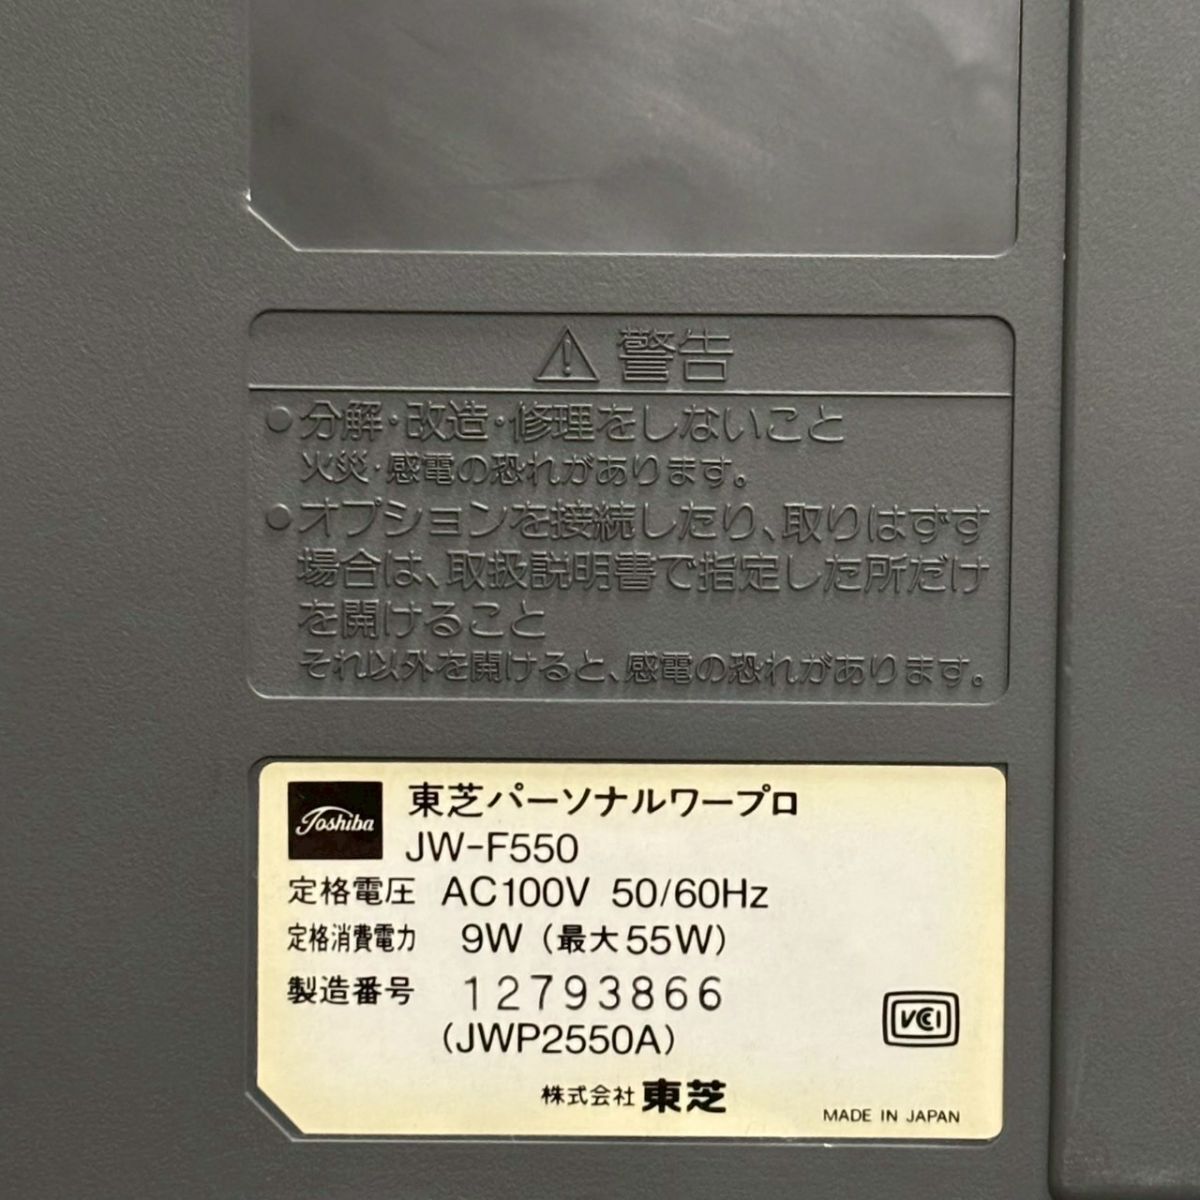 警告
●分解・改造・修理をしないこと
火災・感電の恐れがあります。
●オプションを接続したり、取りはずす
場合は、取扱説明書で指定した所だけ
を開けること
それ以外を開けると、感電の恐れがあります。
Toshiba 東芝パーソナルワープロ
JW-F550
定格電圧 AC100V 50/60Hz
定格消費電力 9W (最大55W)
製造番号 12793866
(JWP2550A)
VCCI
株式会社 東芝
MADE IN JAPAN